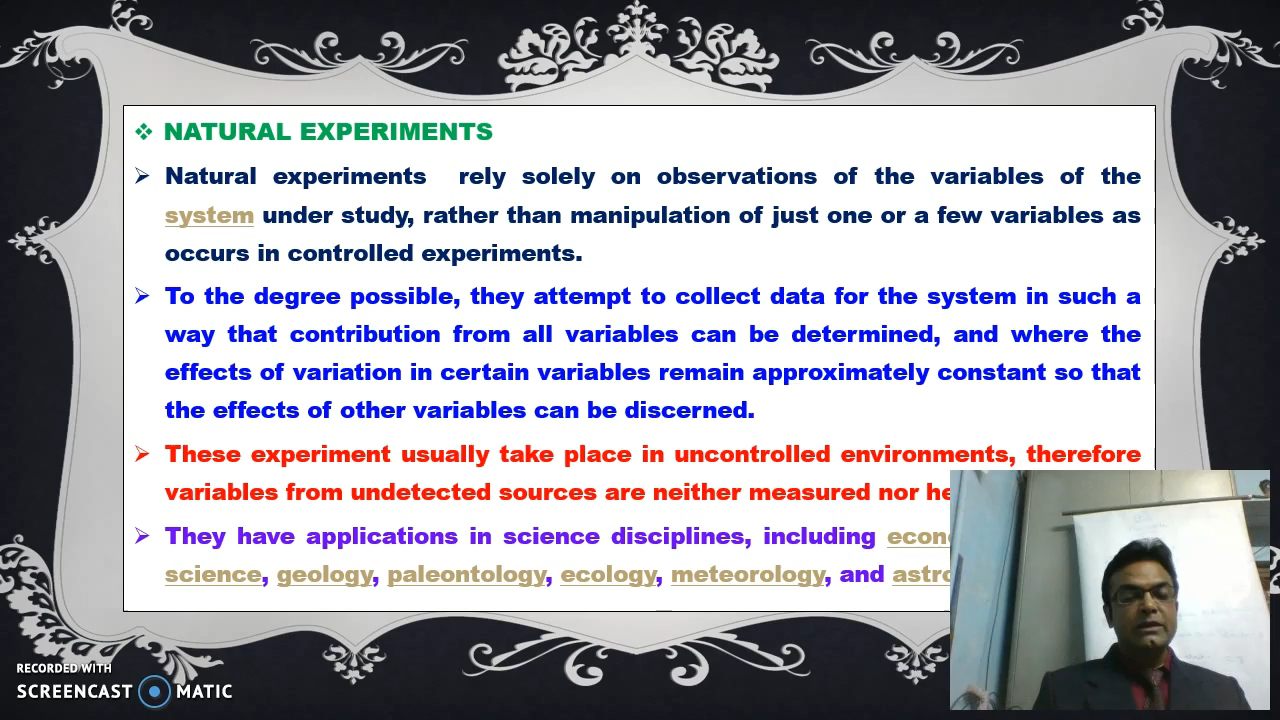 NATURAL EXPERIMENTS
Natural experiments rely solely on observations of the variables of the
system under study, rather than manipulation of just one or a few variables as
occurs in controlled experiments.
To the degree possible, they attempt to collect data for the system in such a
way that contribution from all variables can be determined, and where the
effects of variation in certain variables remain approximately constant so that
the effects of other variables can be discerned.
These experiment usually take place in uncontrolled environments, therefore
variables from undetected sources are neither measured nor
They have applications in science disciplines, including
science, geology, paleontology, ecology, meteorology, and
RECORDED WITH
SCREENCAST MATIC